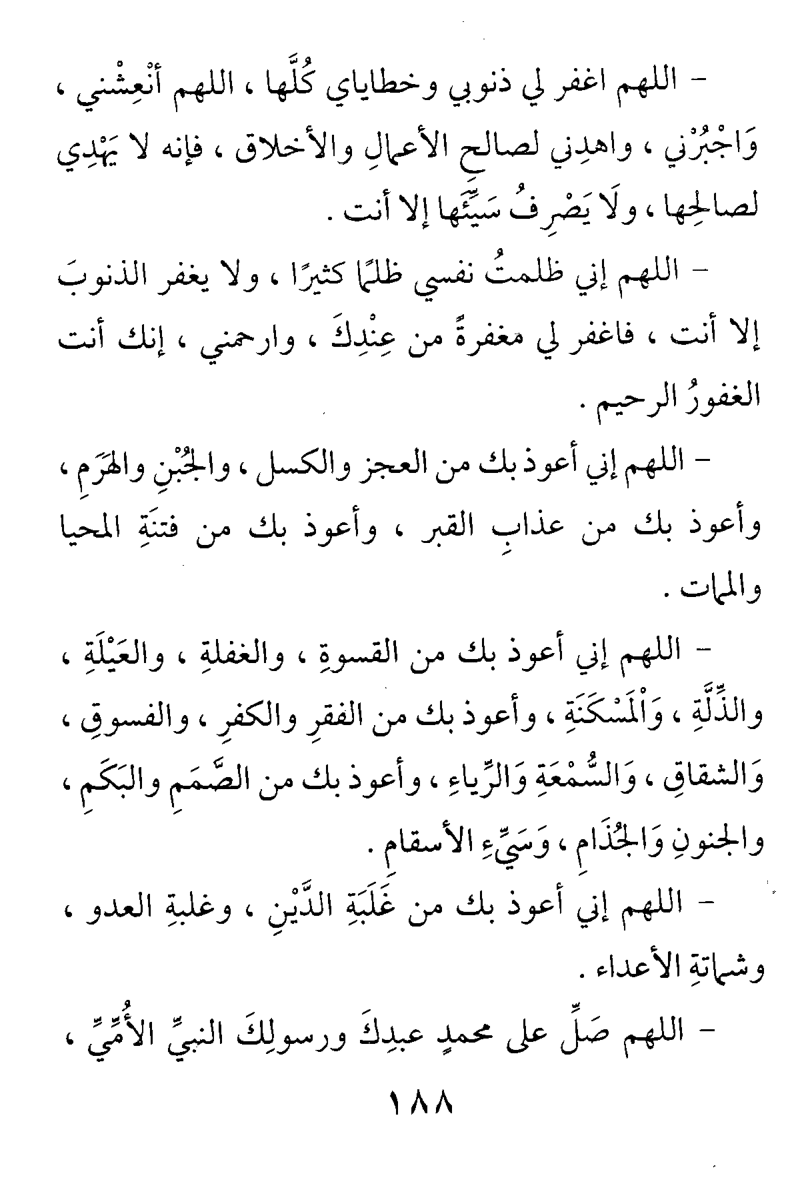 – اللهم اغفر لي ذنوبي وخطاياي كُلَّها ، اللهم أنْعِشْني ،
وَاجْبُرْني ، واهدِني لصالحِ الأعمالِ والأخلاق ، فإنه لا يَهْدِي
لصالحِها ، ولَا يَصْرِفُ سَيِّئَها إلا أنت .
– اللهم إني ظلمتُ نفسي ظلمًا كثيرًا ، ولا يغفر الذنوبَ
إلا أنت ، فاغفر لي مغفرةً من عِنْدِكَ ، وارحمني ، إنك أنت
الغفورُ الرحيم .
– اللهم إني أعوذ بك من العجز والكسل ، والجُبْنِ والهَرَمِ ،
وأعوذ بك من عذابِ القبر ، وأعوذ بك من فتنَةِ المحيا
والممات .
– اللهم إني أعوذ بك من القسوةِ ، والغفلةِ ، والعَيْلَةِ ،
والذِّلَّةِ ، وَاْلمَسْكَنَةِ ، وأعوذ بك من الفقرِ والكفرِ ، والفسوقِ ،
وَالشقاقِ ، وَالسُّمْعَةِ وَالرِّياءِ ، وأعوذ بك من الصَّمَمِ والبَكَمِ ،
والجنونِ وَالجُذَامِ ، وَسَيِّءِ الأسقامِ .
– اللهم إني أعوذ بك من غَلَبَةِ الدَّيْنِ ، وغلبةِ العدو ،
وشماتةِ الأعداء .
– اللهم صَلِّ على محمدٍ عبدِكَ ورسولِكَ النبيِّ الأُمِّيِّ ،
١٨٨